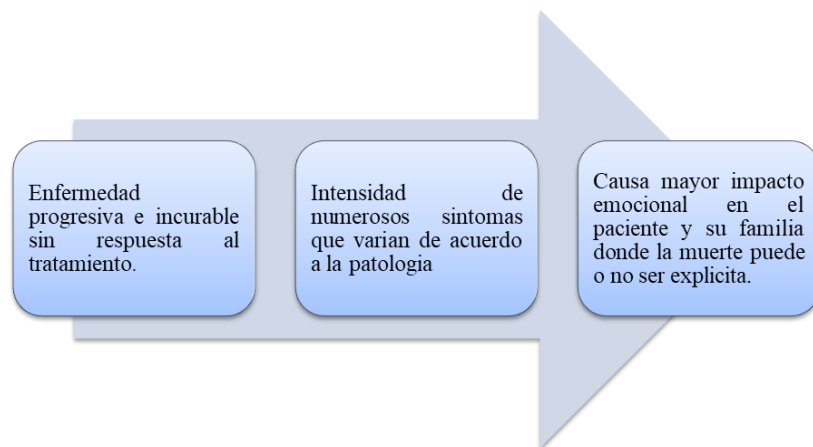 Enfermedad
progresiva e incurable
sin respuesta al
tratamiento.
Intensidad de
numerosos sintomas
que varian de acuerdo
a la patologia
Causa mayor impacto
emocional en el
paciente y su familia
donde la muerte puede
o no ser explicita.